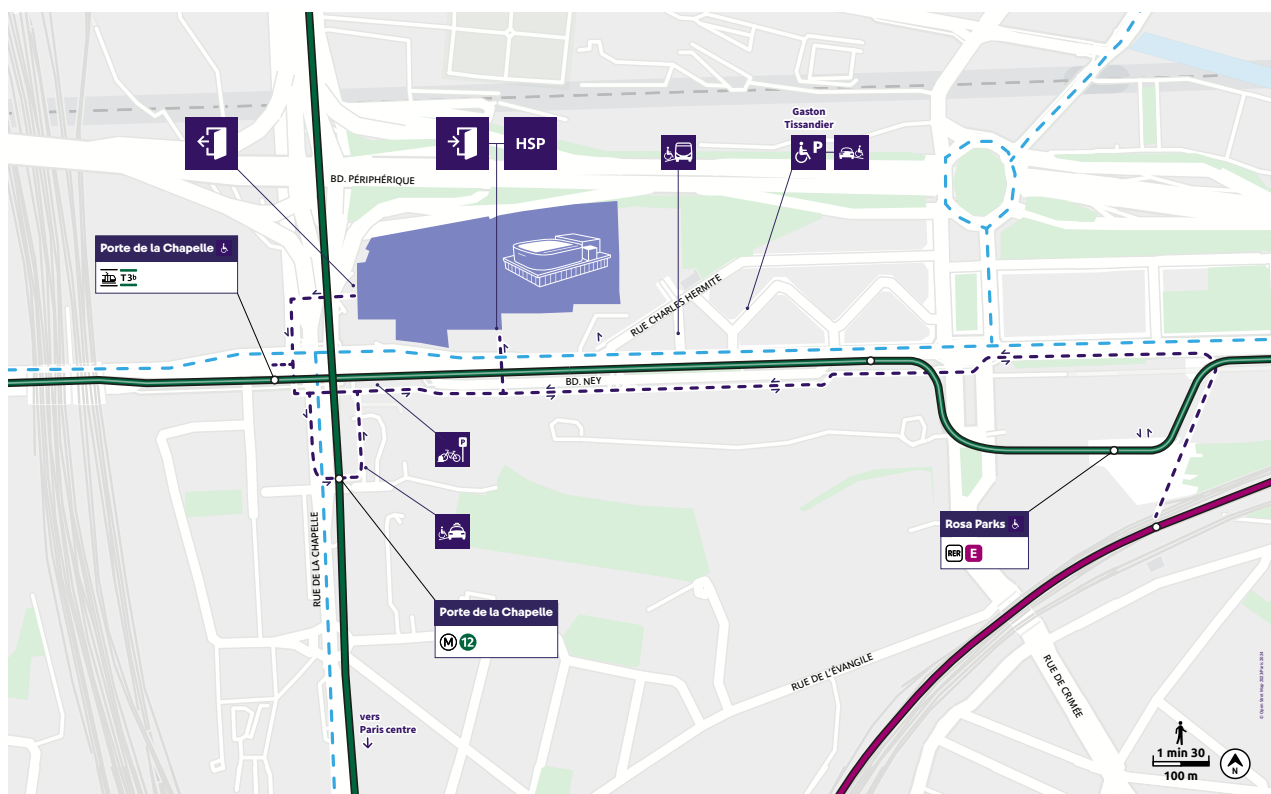 Gaston
Tissandier
HSP
P
BD. PÉRIPHÉRIQUE
Porte de la Chapelle
T3b
RUE CHARLES HERMITE
BD. NEY
P
RUE DE LA CHAPELLE
Rosa Parks
RER E
Porte de la Chapelle
M 12
RUE DE L'ÉVANGILE
RUE DE CRIMÉE
vers
Paris centre
1 min 30
100 m
N